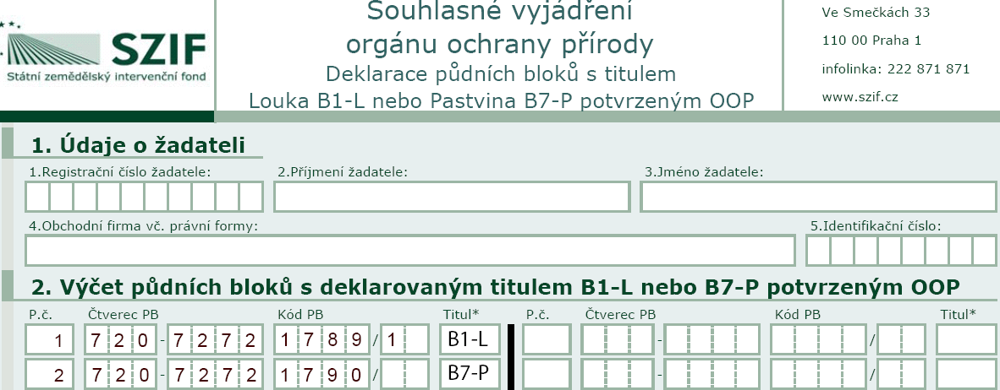 SZIF
Státní zemědělský intervenční fond
Souhlasné vyjádření
orgánu ochrany přírody
Deklarace půdních bloků s titulem
Louka B1-L nebo Pastvina B7-P potvrzeným OOP
Ve Smečkách 33
110 00 Praha 1
infolinka: 222 871 871
www.szif.cz
1. Údaje o žadateli
1.Registrační číslo žadatele: 2.Příjmení žadatele: 3.Jméno žadatele:
4.Obchodní firma vč. právní formy: 5.Identifikační číslo:
2. Výčet půdních bloků s deklarovaným titulem B1-L nebo B7-P potvrzeným OOP
P.č. Čtverec PB Kód PB Titul* P.č. Čtverec PB Kód PB Titul*
1 720-7272 1789/1 B1-L - /
2 720-7272 1790/ B7-P - /